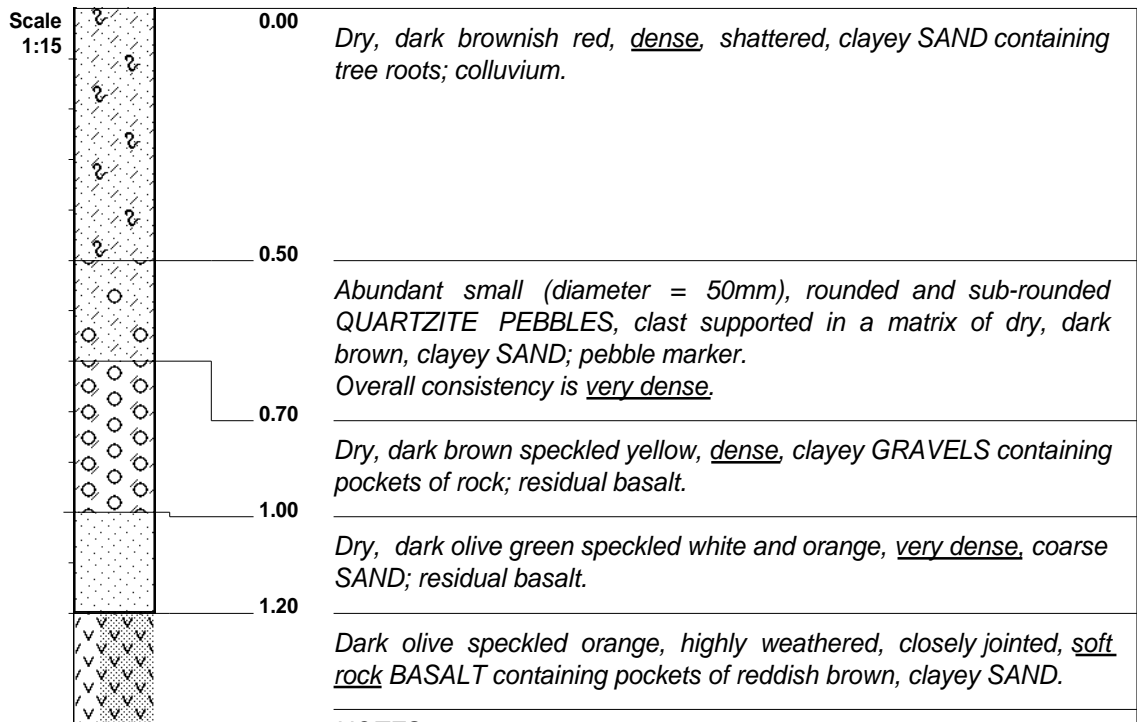 Scale
1:15
0.00
Dry, dark brownish red, dense, shattered, clayey SAND containing
tree roots; colluvium.
0.50
Abundant small (diameter = 50mm), rounded and sub-rounded
QUARTZITE PEBBLES, clast supported in a matrix of dry, dark
brown, clayey SAND; pebble marker.
Overall consistency is very dense.
0.70
Dry, dark brown speckled yellow, dense, clayey GRAVELS containing
pockets of rock; residual basalt.
1.00
Dry, dark olive green speckled white and orange, very dense, coarse
SAND; residual basalt.
1.20
Dark olive speckled orange, highly weathered, closely jointed, soft
rock BASALT containing pockets of reddish brown, clayey SAND.